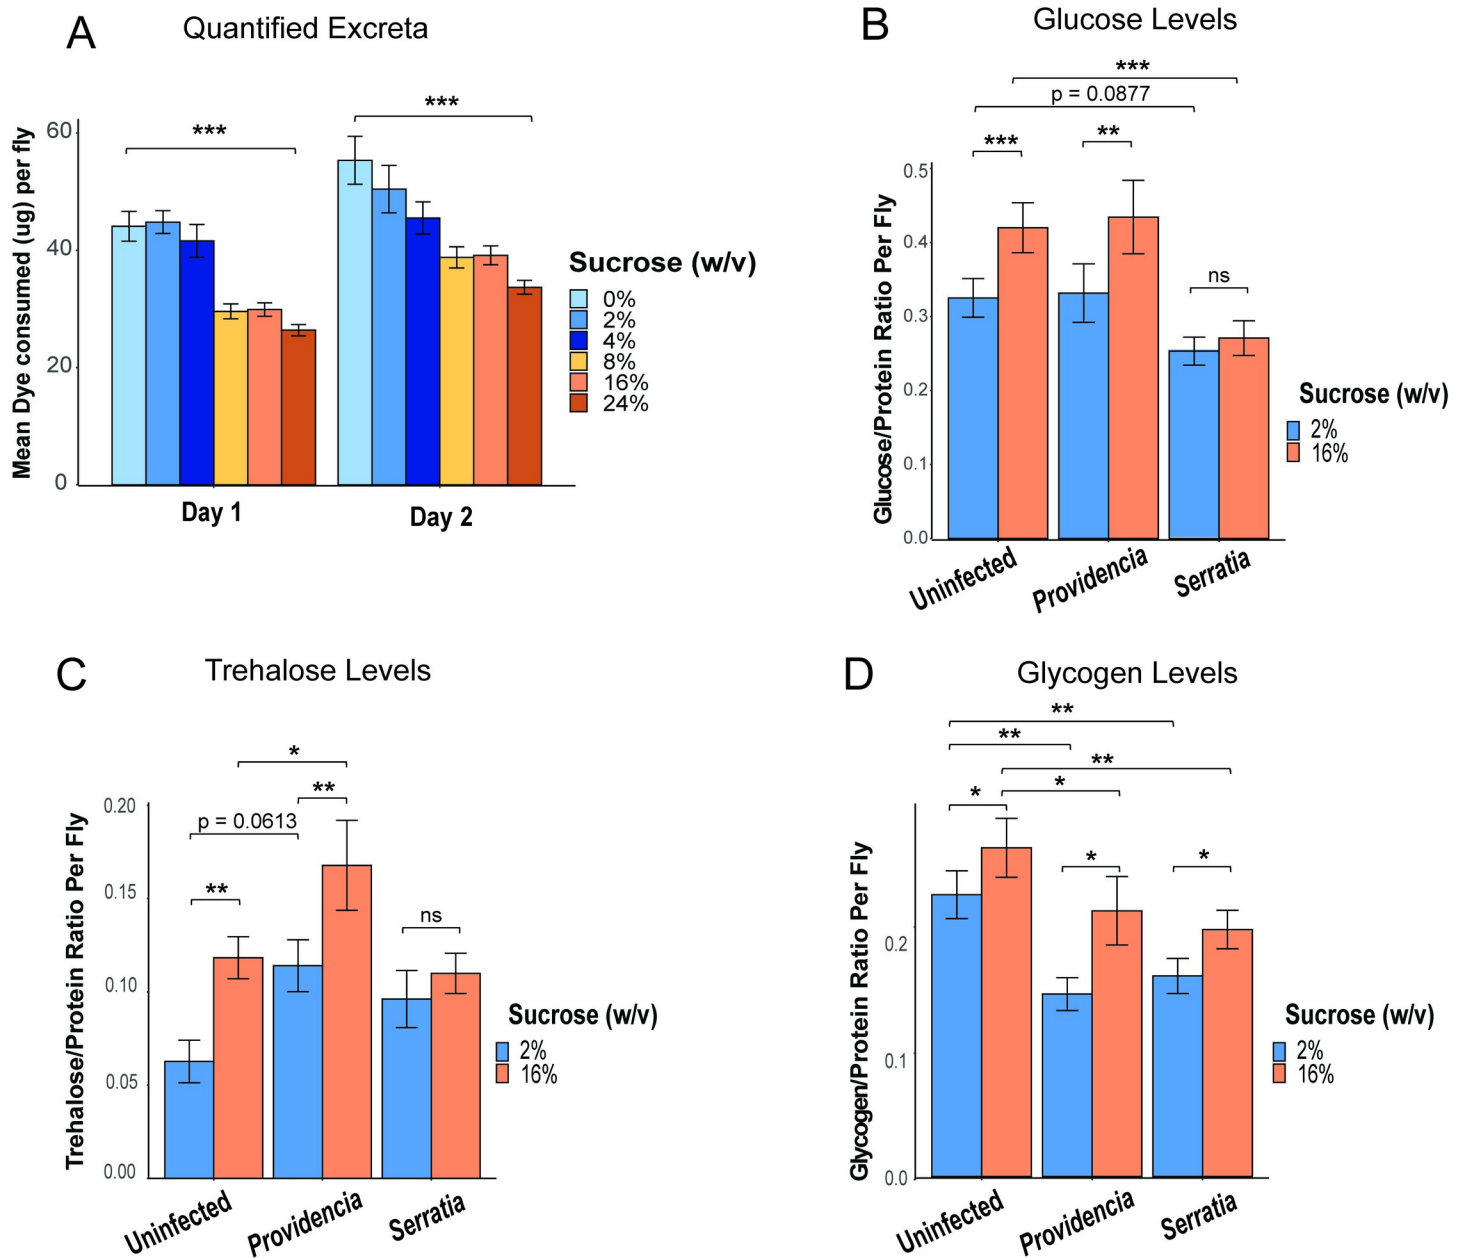 A
Quantified Excreta
Mean Dye consumed (ug) per fly
60
40
20
0
***
***
Day 1
Day 2
Sucrose (w/v)
0%
2%
4%
8%
16%
24%
B
Glucose Levels
Glucose/Protein Ratio Per Fly
0.5
0.4
0.3
0.2
0.1
0.0
***
p = 0.0877
***
**
ns
Uninfected
Providencia
Serratia
Sucrose (w/v)
2%
16%
C
Trehalose Levels
Trehalose/Protein Ratio Per Fly
0.20
0.15
0.10
0.05
0.00
*
**
p = 0.0613
**
ns
Uninfected
Providencia
Serratia
Sucrose (w/v)
2%
16%
D
Glycogen Levels
Glycogen/Protein Ratio Per Fly
0.2
0.1
0.0
**
**
**
*
*
*
*
Uninfected
Providencia
Serratia
Sucrose (w/v)
2%
16%